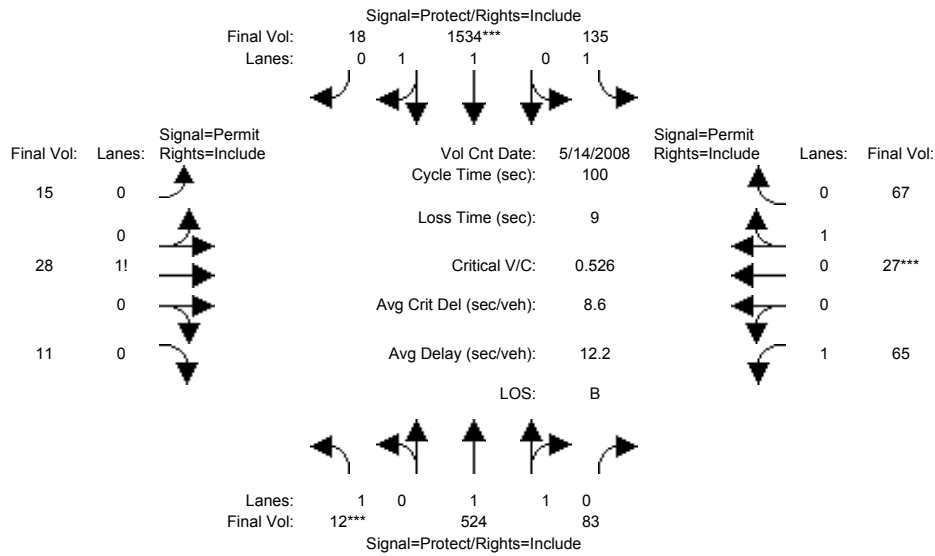 Signal=Protect/Rights=Include
Final Vol: 18 1534*** 135
Lanes: 0 1 1 0 1
Signal=Permit Signal=Permit
Final Vol: Lanes: Rights=Include Vol Cnt Date: 5/14/2008 Rights=Include Lanes: Final Vol:
Cycle Time (sec): 100
15 0 0 67
Loss Time (sec): 9
0 1
28 1! Critical V/C: 0.526 0 27***
0 Avg Crit Del (sec/veh): 8.6 0
11 0 Avg Delay (sec/veh): 12.2 1 65
LOS: B
Lanes: 1 0 1 1 0
Final Vol: 12*** 524 83
Signal=Protect/Rights=Include